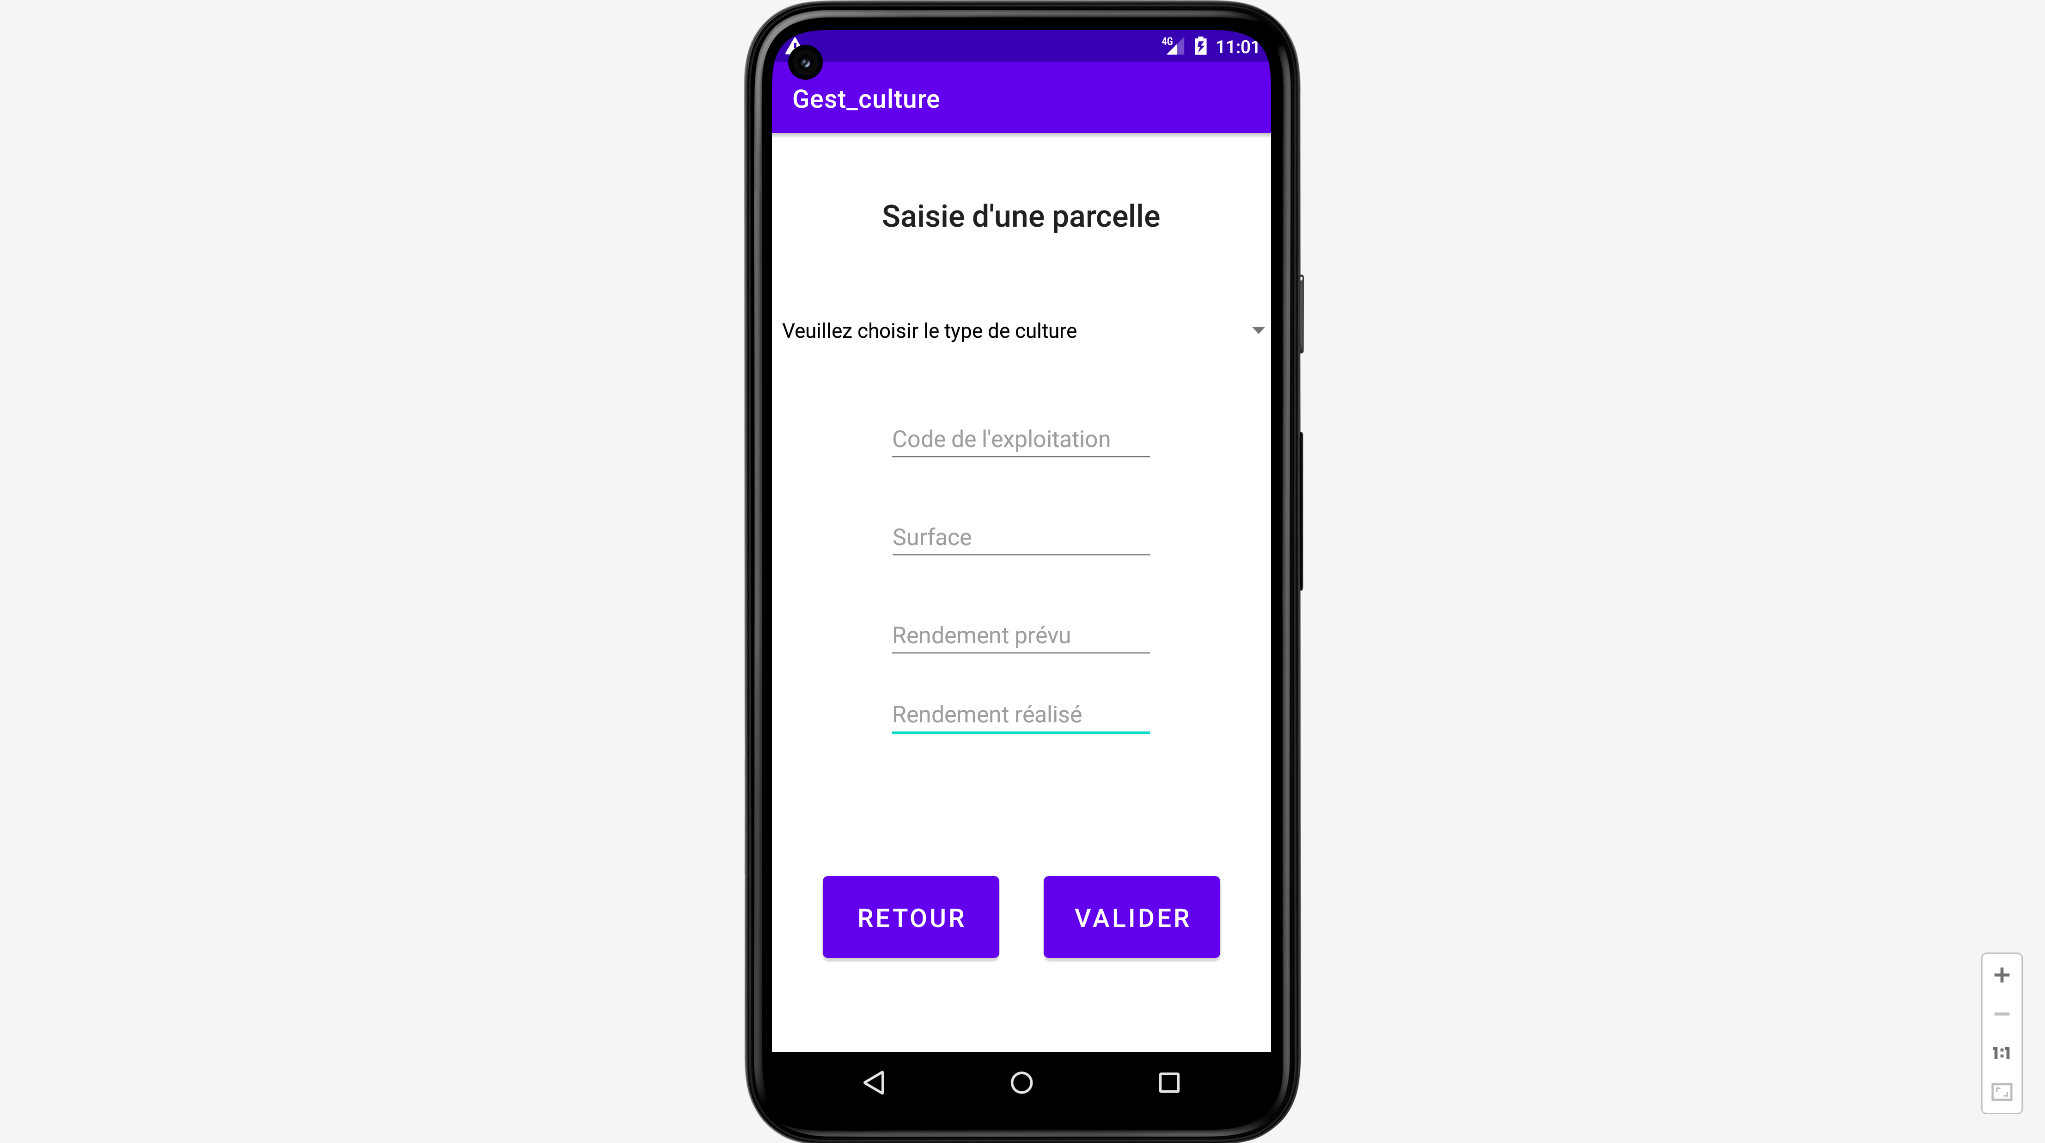 4G 11:01
Gest_culture
Saisie d'une parcelle
Veuillez choisir le type de culture
Code de l'exploitation
Surface
Rendement prévu
Rendement réalisé
RETOUR VALIDER
1:1